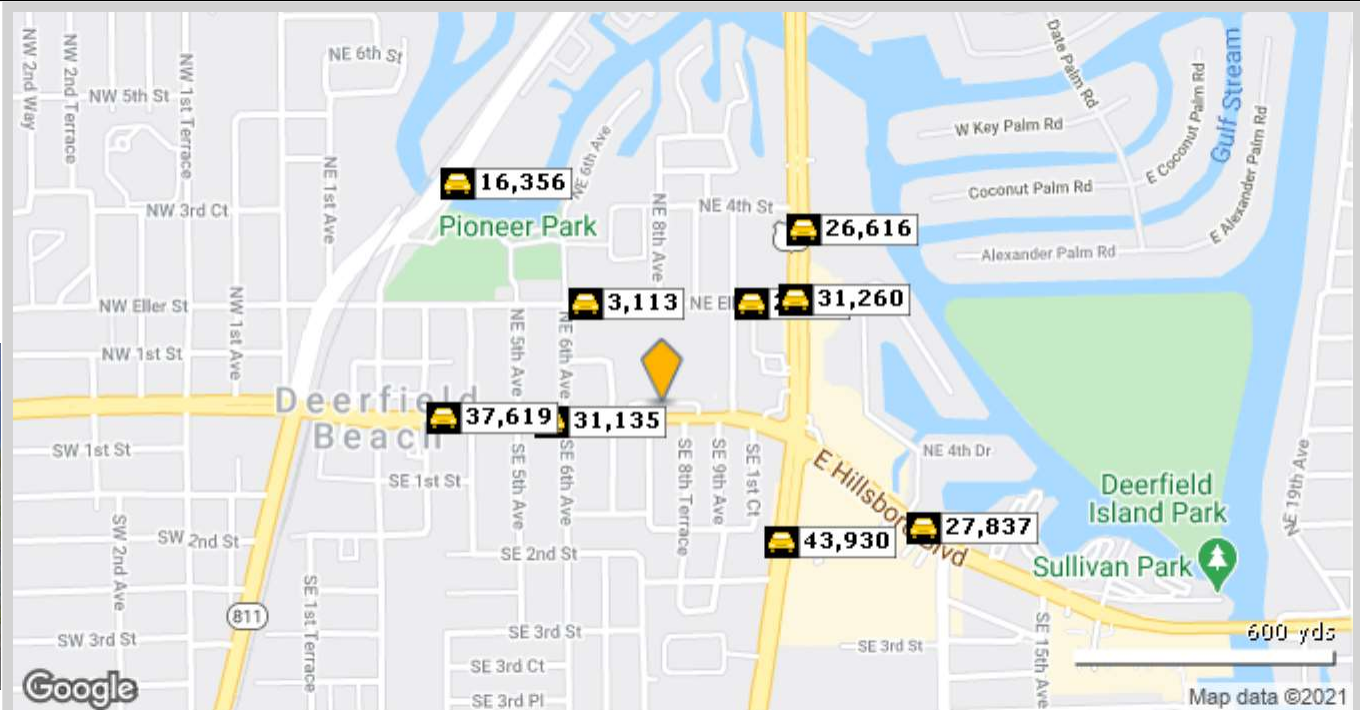 NW 2nd Way
NW 2nd Terrace
NW 5th St
NW 1st Terrace
NE 6th St
NE 1st Ave
NW 3rd Ct
16,356
NE 6th Ave
Pioneer Park
NE 8th Ave
NE 4th St
26,616
Date Palm Rd
W Key Palm Rd
E Coconut Palm Rd
Gulf Stream
Coconut Palm Rd
E Alexander Palm Rd
Alexander Palm Rd
NW Eller St
NW 1st Ave
3,113
31,260
NW 1st St
NE 5th Ave
NE 6th Ave
Deerfield
Beach
37,619
31,135
SW 1st St
SE 1st St
SE 5th Ave
SE 6th Ave
SE 8th Terrace
SE 9th Ave
SE 1st Ct
NE 4th Dr
E Hillsboro Blvd
Deerfield
Island Park
NE 19th Ave
SW 2nd Ave
SW 2nd St
SE 2nd St
43,930
27,837
Sullivan Park
811
SE 1st Terrace
SW 3rd St
SE 3rd St
SE 3rd St
SE 15th Ave
600 yds
SE 3rd Ct
SE 3rd Pl
Google
Map data ©2021